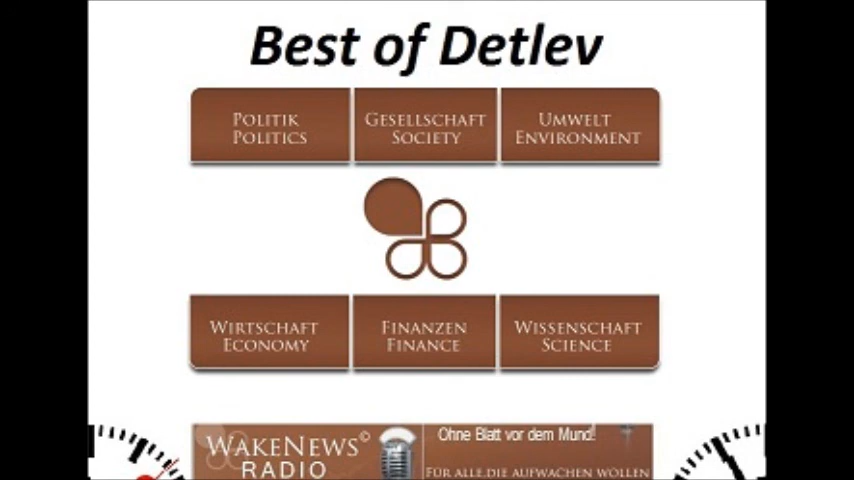 Best of Detlev
POLITIK
POLITICS
GESELLSCHAFT
SOCIETY
UMWELT
ENVIRONMENT
WIRTSCHAFT
ECONOMY
FINANZEN
FINANCE
WISSENSCHAFT
SCIENCE
WAKENEWS©
RADIO
Ohne Blatt vor dem Mund!
FÜR ALLE,DIE AUFWACHEN WOLLEN